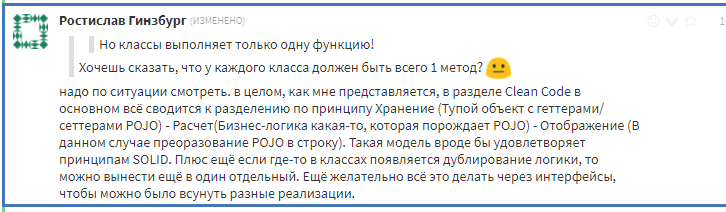 Ростислав Гинзбург (ИЗМЕНЕНО)
Но классы выполняет только одну функцию!
Хочешь сказать, что у каждого класса должен быть всего 1 метод?
надо по ситуации смотреть. в целом, как мне представляется, в разделе Clean Code в
основном всё сводится к разделению по принципу Хранение (Тупой объект с геттерами/
сеттерами POJO) - Расчет(Бизнес-логика какая-то, которая порождает POJO) - Отображение (В
данном случае преоразование POJO в строку). Такая модель вроде бы удовлетворяет
принципам SOLID. Плюс ещё если где-то в классах появляется дублирование логики, то
можно вынести ещё в один отдельный. Ещё желательно всё это делать через интерфейсы,
чтобы можно было всунуть разные реализации.